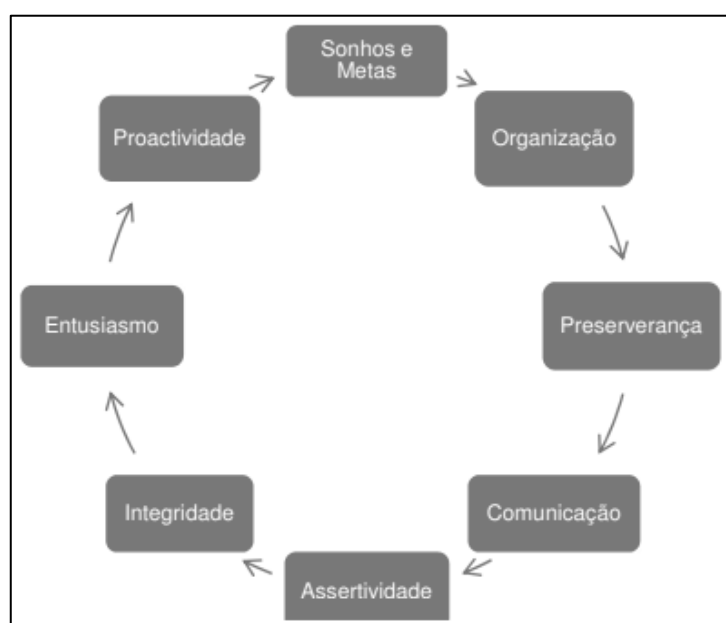 Sonhos e
Metas
Organização
Preserverança
Comunicação
Assertividade
Integridade
Entusiasmo
Proactividade